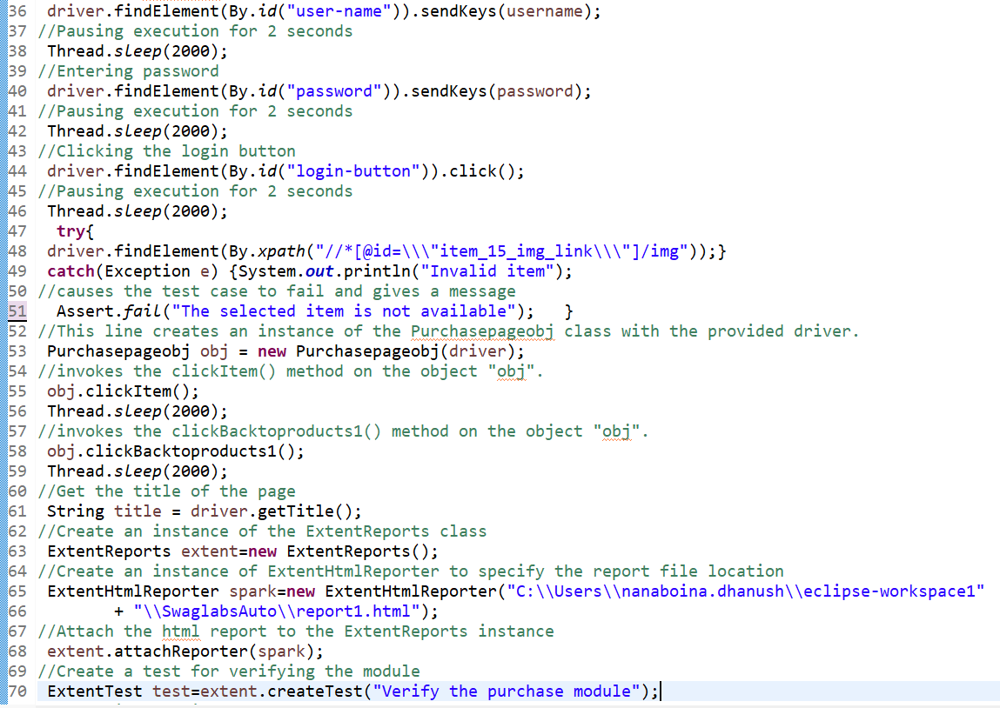 36 driver.findElement(By.id("user-name")).sendKeys(username);
37 //Pausing execution for 2 seconds
38 Thread.sleep(2000);
39 //Entering password
40 driver.findElement(By.id("password")).sendKeys(password);
41 //Pausing execution for 2 seconds
42 Thread.sleep(2000);
43 //Clicking the login button
44 driver.findElement(By.id("login-button")).click();
45 //Pausing execution for 2 seconds
46 Thread.sleep(2000);
47 try{
48 driver.findElement(By.xpath("//*[@id=\\\"item_15_img_link\\\"]/img"));}
49 catch(Exception e) {System.out.println("Invalid item");
50 //causes the test case to fail and gives a message
51 Assert.fail("The selected item is not available"); }
52 //This line creates an instance of the Purchasepageobj class with the provided driver.
53 Purchasepageobj obj = new Purchasepageobj(driver);
54 //invokes the clickItem() method on the object "obj".
55 obj.clickItem();
56 Thread.sleep(2000);
57 //invokes the clickBacktoproducts1() method on the object "obj".
58 obj.clickBacktoproducts1();
59 Thread.sleep(2000);
60 //Get the title of the page
61 String title = driver.getTitle();
62 //Create an instance of the ExtentReports class
63 ExtentReports extent=new ExtentReports();
64 //Create an instance of ExtentHtmlReporter to specify the report file location
65 ExtentHtmlReporter spark=new ExtentHtmlReporter("C:\\Users\\nanaboina.dhanush\\eclipse-workspace1"
66 + "\\SwaglabsAuto\\report1.html");
67 //Attach the html report to the ExtentReports instance
68 extent.attachReporter(spark);
69 //Create a test for verifying the module
70 ExtentTest test=extent.createTest("Verify the purchase module");